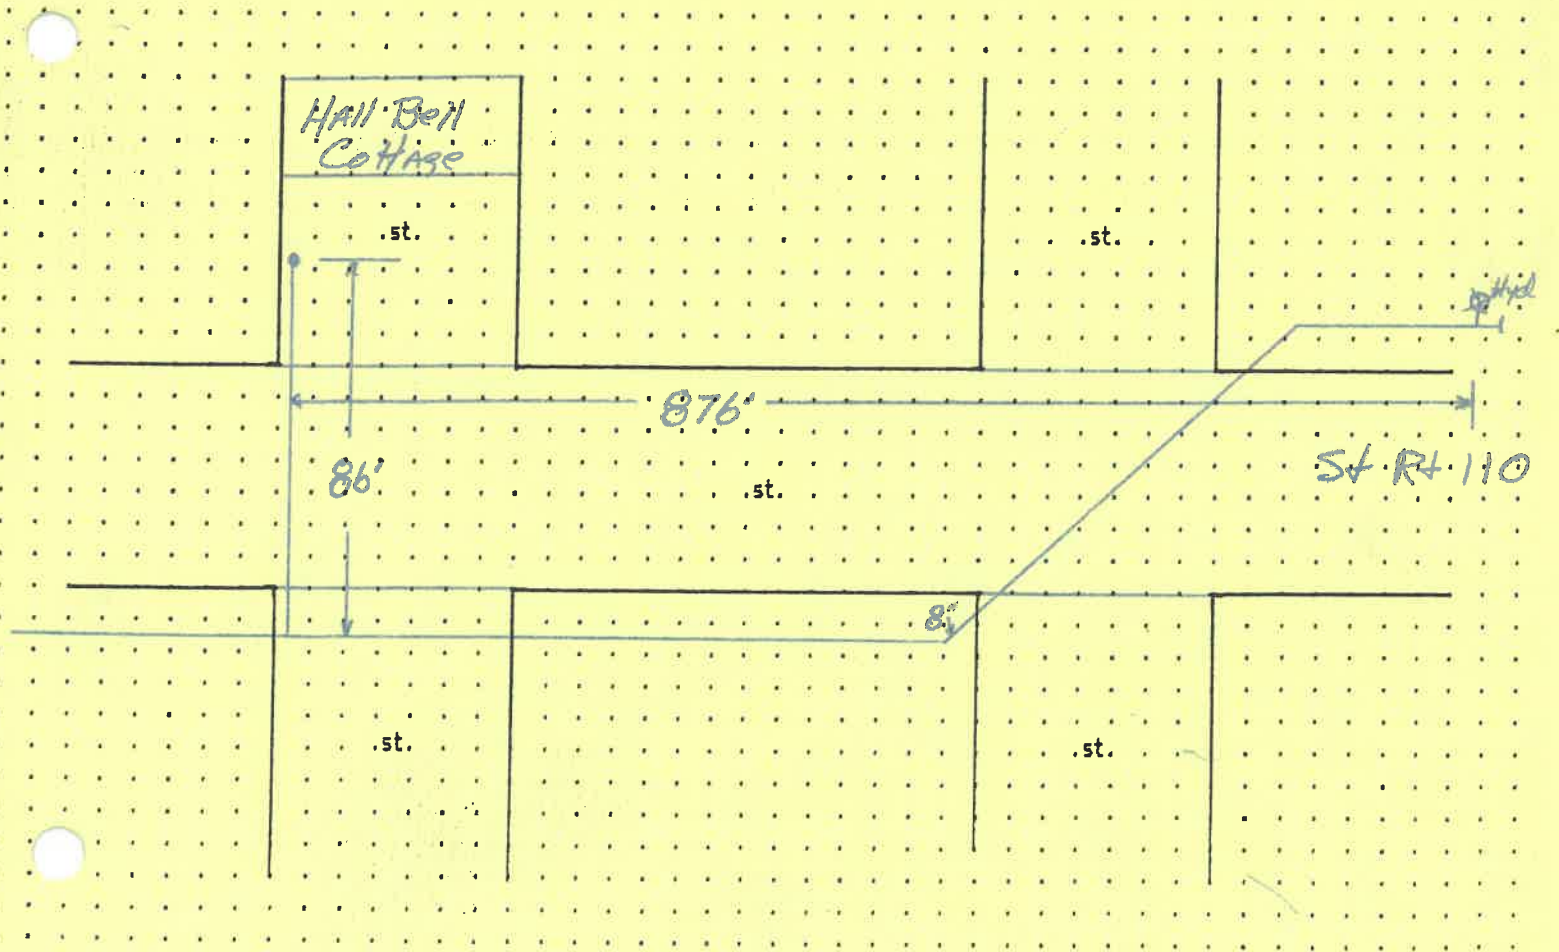 Hall Bell
Cottage
.st.
.st.
Hyd
876'
86'
St Rt 110
.st.
8"
.st.
.st.